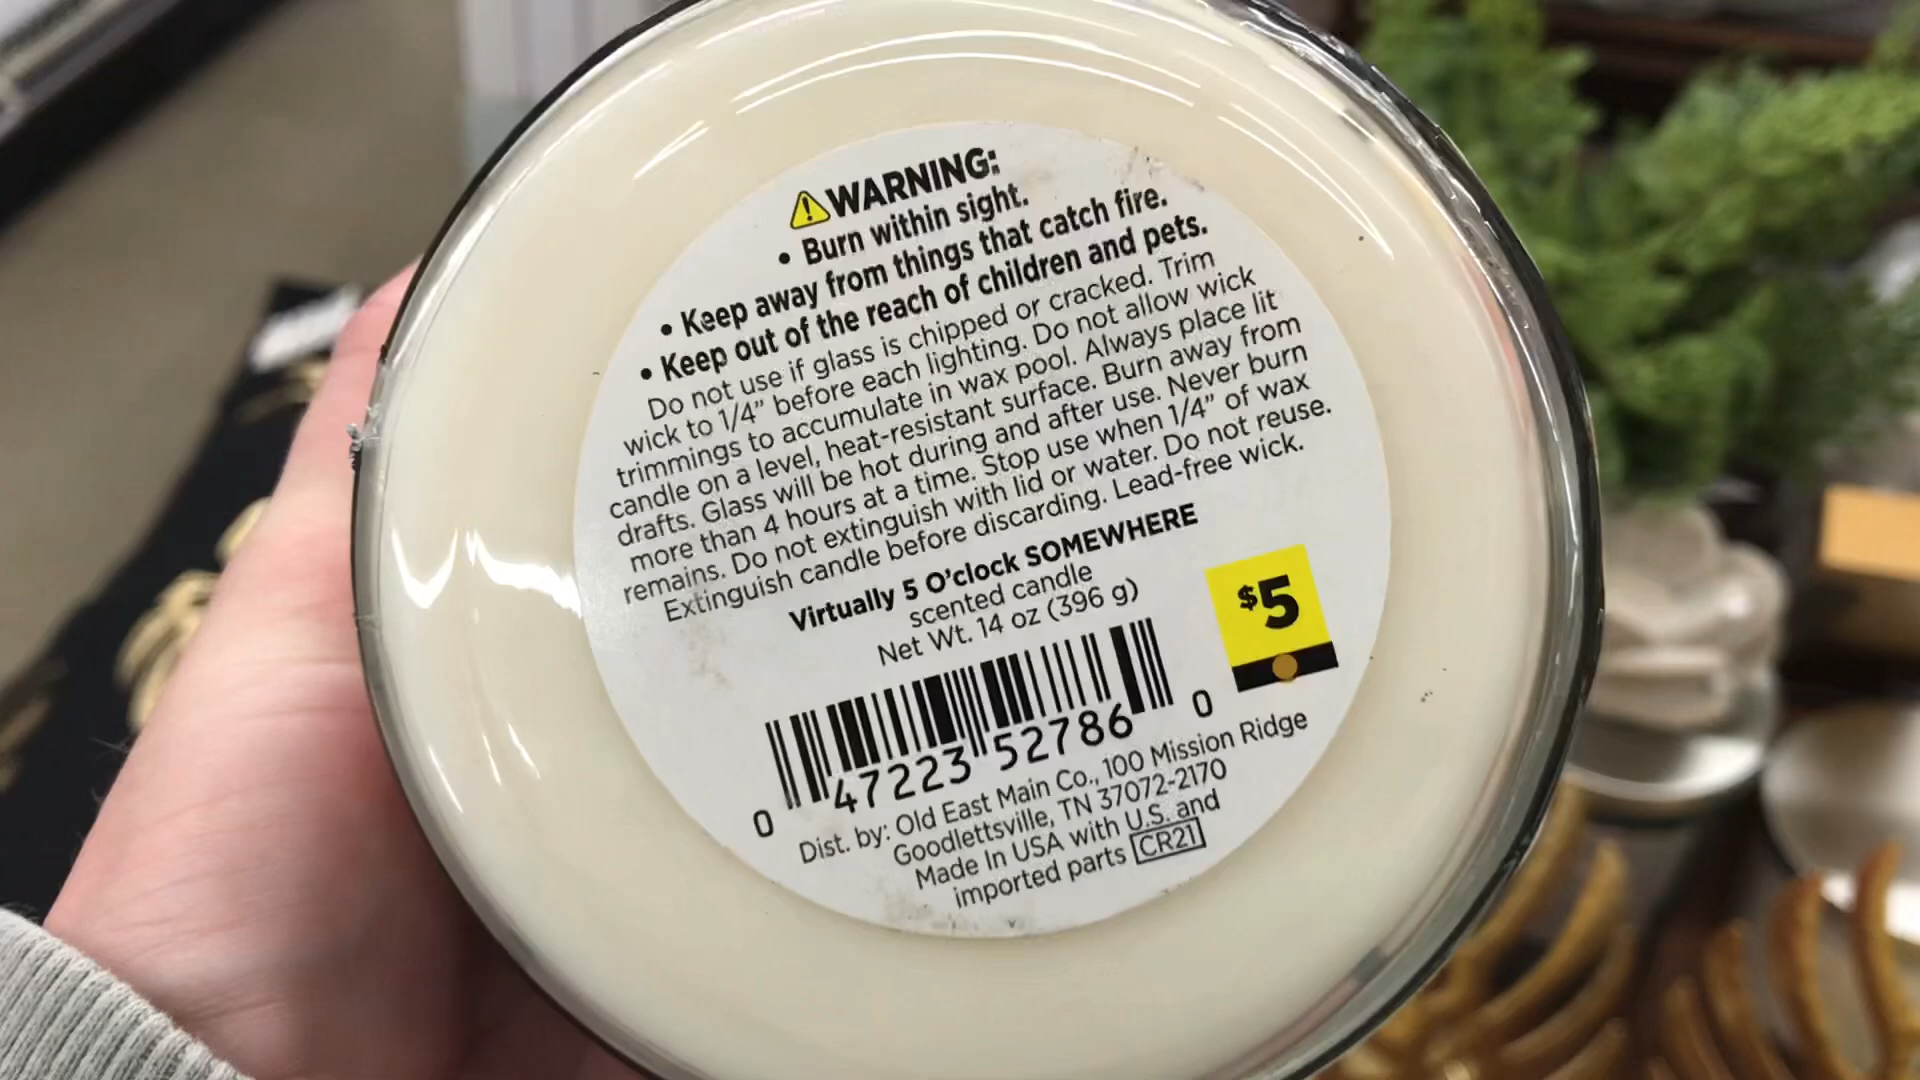 ⚠WARNING:
• Burn within sight.
• Keep away from things that catch fire.
• Keep out of the reach of children and pets.
Do not use if glass is chipped or cracked. Trim
wick to 1/4” before each lighting. Do not allow wick
trimmings to accumulate in wax pool. Always place lit
candle on a level, heat-resistant surface. Burn away from
drafts. Glass will be hot during and after use. Never burn
more than 4 hours at a time. Stop use when 1/4” of wax
remains. Do not extinguish with lid or water. Do not reuse.
Extinguish candle before discarding. Lead-free wick.
Virtually 5 O’clock SOMEWHERE
scented candle
Net Wt. 14 oz (396 g)
$5
0 47223 52786 0
Dist. by: Old East Main Co., 100 Mission Ridge
Goodlettsville, TN 37072-2170
Made In USA with U.S. and
imported parts CR21